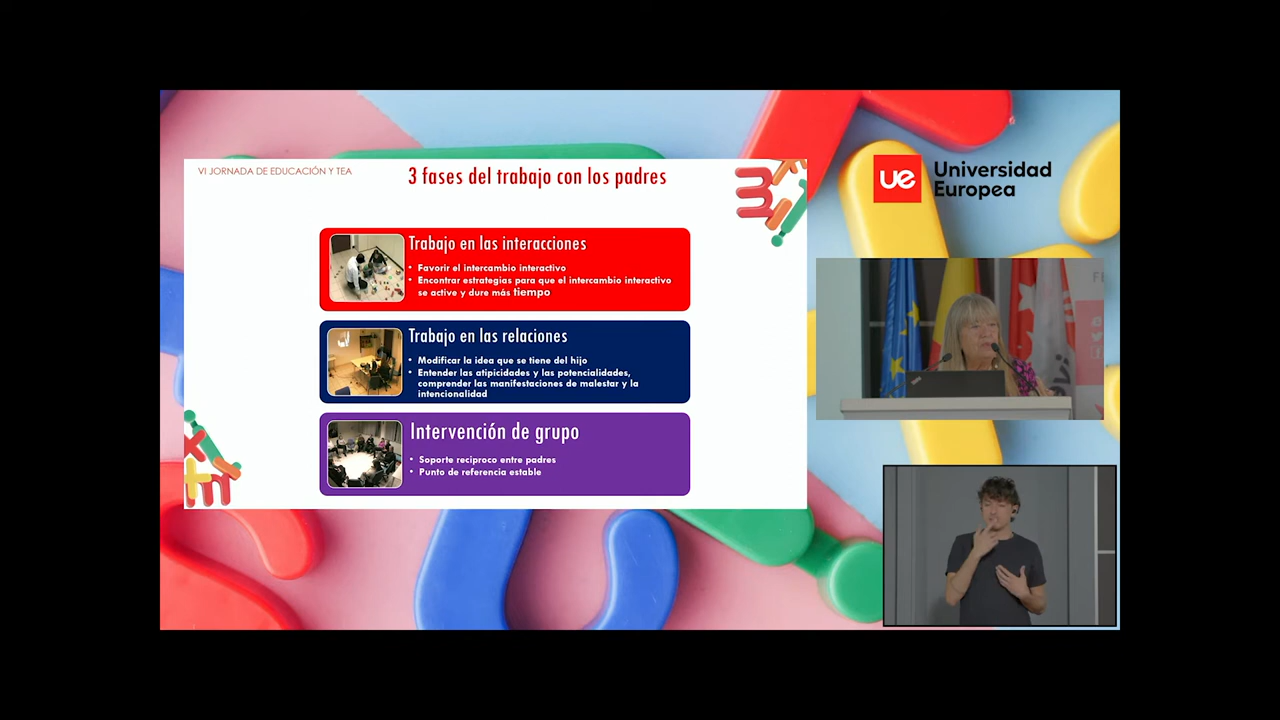 VI JORNADA DE EDUCACIÓN Y TEA
3 fases del trabajo con los padres
Trabajo en las interacciones
• Favorir el intercambio interactivo
• Encontrar estrategias para que el intercambio interactivo
se active y dure más tiempo
Trabajo en las relaciones
• Modificar la idea que se tiene del hijo
• Entender las atipicidades y las potencialidades,
comprender las manifestaciones de malestar y la
intencionalidad
Intervención de grupo
• Soporte reciproco entre padres
• Punto de referencia estable
ue Universidad
Europea